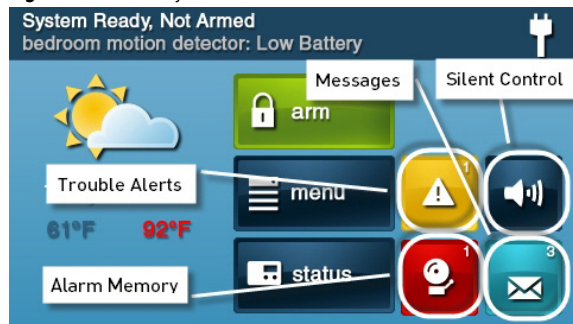 System Ready, Not Armed
bedroom motion detector: Low Battery
Messages
Silent Control
arm
Trouble Alerts
menu
1
61°F 92°F
Alarm Memory
status
1
3